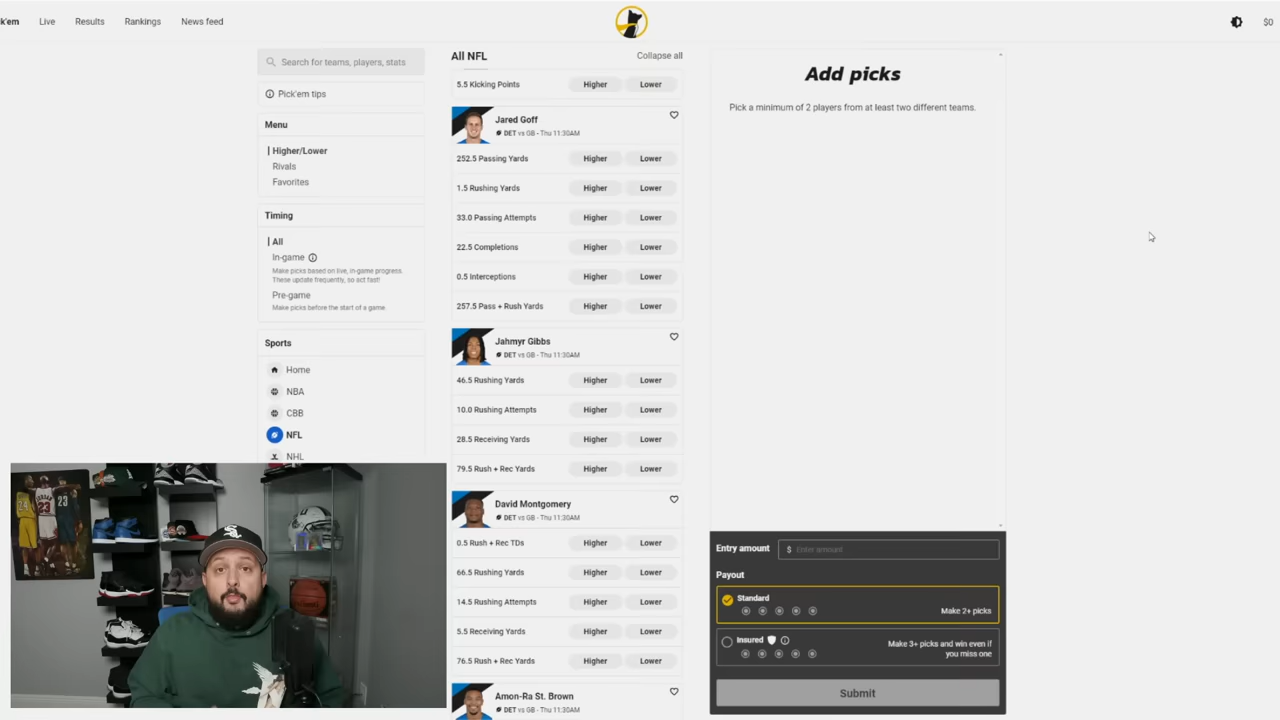 k'em
Live
Results
Rankings
News feed
$0
Search for teams, players, stats
Pick'em tips
Menu
Higher/Lower
Rivals
Favorites
Timing
All
In-game
Make picks based on live, in-game progress.
These update frequently, so act fast!
Pre-game
Make picks before the start of a game
Sports
Home
NBA
CBB
NFL
NHL
All NFL
Collapse all
5.5 Kicking Points Higher Lower
Jared Goff
DET vs GB - Thu 11:30AM
252.5 Passing Yards Higher Lower
1.5 Rushing Yards Higher Lower
33.0 Passing Attempts Higher Lower
22.5 Completions Higher Lower
0.5 Interceptions Higher Lower
257.5 Pass + Rush Yards Higher Lower
Jahmyr Gibbs
DET vs GB - Thu 11:30AM
46.5 Rushing Yards Higher Lower
10.0 Rushing Attempts Higher Lower
28.5 Receiving Yards Higher Lower
79.5 Rush + Rec Yards Higher Lower
David Montgomery
DET vs GB - Thu 11:30AM
0.5 Rush + Rec TDs Higher Lower
66.5 Rushing Yards Higher Lower
14.5 Rushing Attempts Higher Lower
5.5 Receiving Yards Higher Lower
76.5 Rush + Rec Yards Higher Lower
Amon-Ra St. Brown
DET vs GB - Thu 11:30AM
Add picks
Pick a minimum of 2 players from at least two different teams.
Entry amount $ Enter amount
Payout
Standard
Make 2+ picks
Insured
Make 3+ picks and win even if
you miss one
Submit
24
23
23